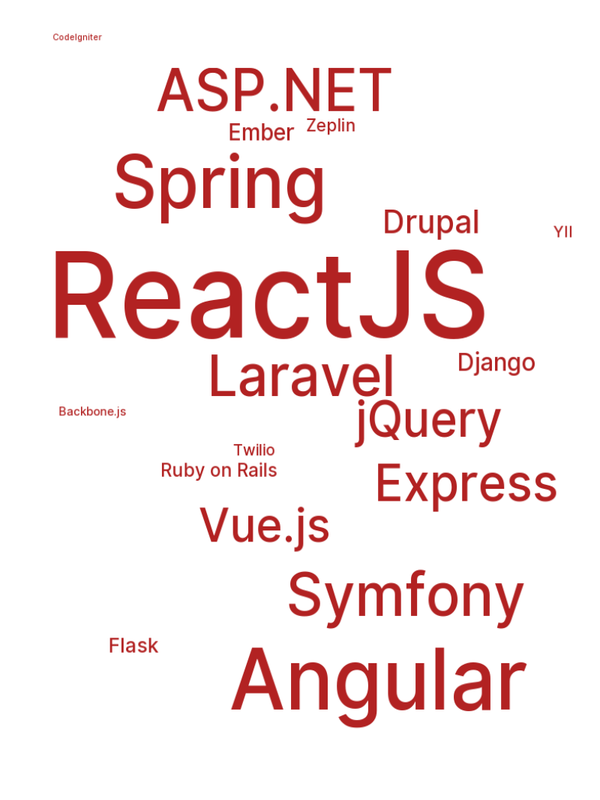 CodeIgniter
ASP.NET
Ember
Zeplin
Spring
Drupal
YII
ReactJS
Laravel
Django
jQuery
Backbone.js
Twilio
Ruby on Rails
Express
Vue.js
Symfony
Flask
Angular